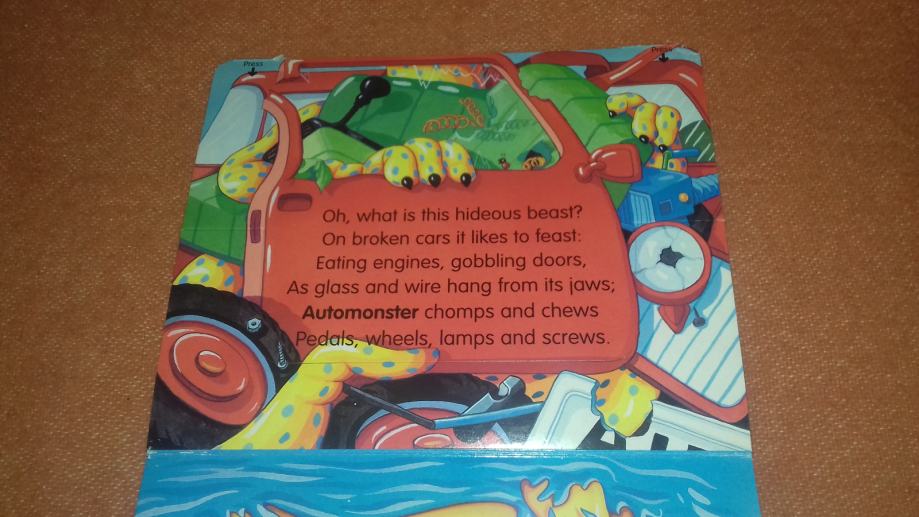 Press
Press
Oh, what is this hideous beast?
On broken cars it likes to feast:
Eating engines, gobbling doors,
As glass and wire hang from its jaws;
Automonster chomps and chews
Pedals, wheels, lamps and screws.